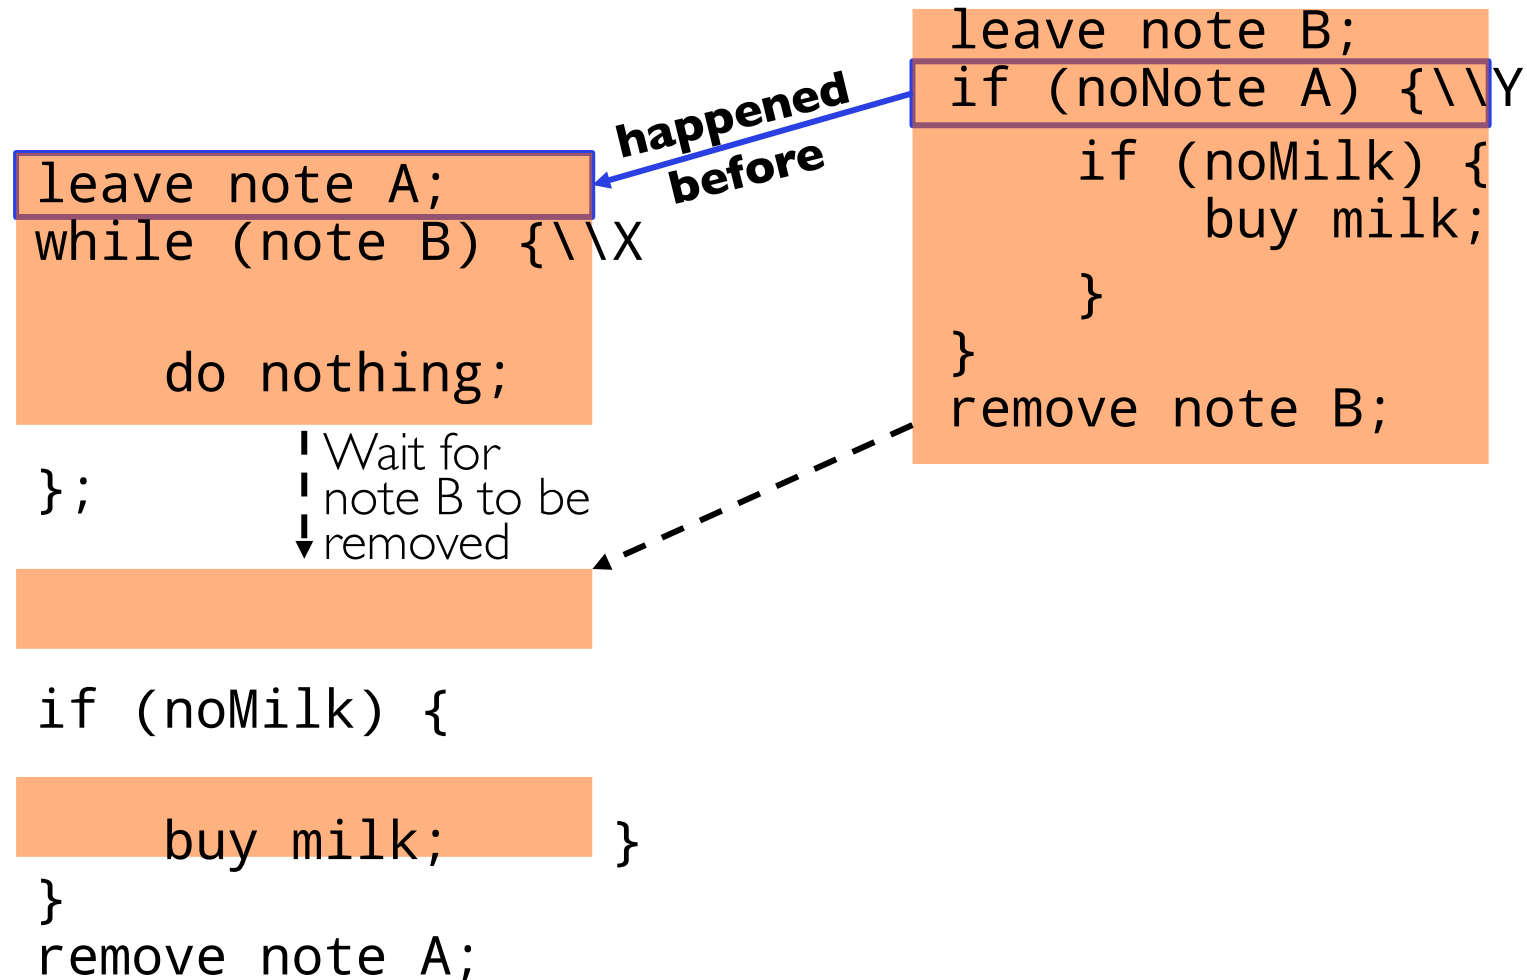 leave note A;
while (note B) {\\X
do nothing;
};
Wait for
note B to be
removed
if (noMilk) {
buy milk; }
}
remove note A;
happened
before
leave note B;
if (noNote A) {\\Y
if (noMilk) {
buy milk;
}
}
remove note B;